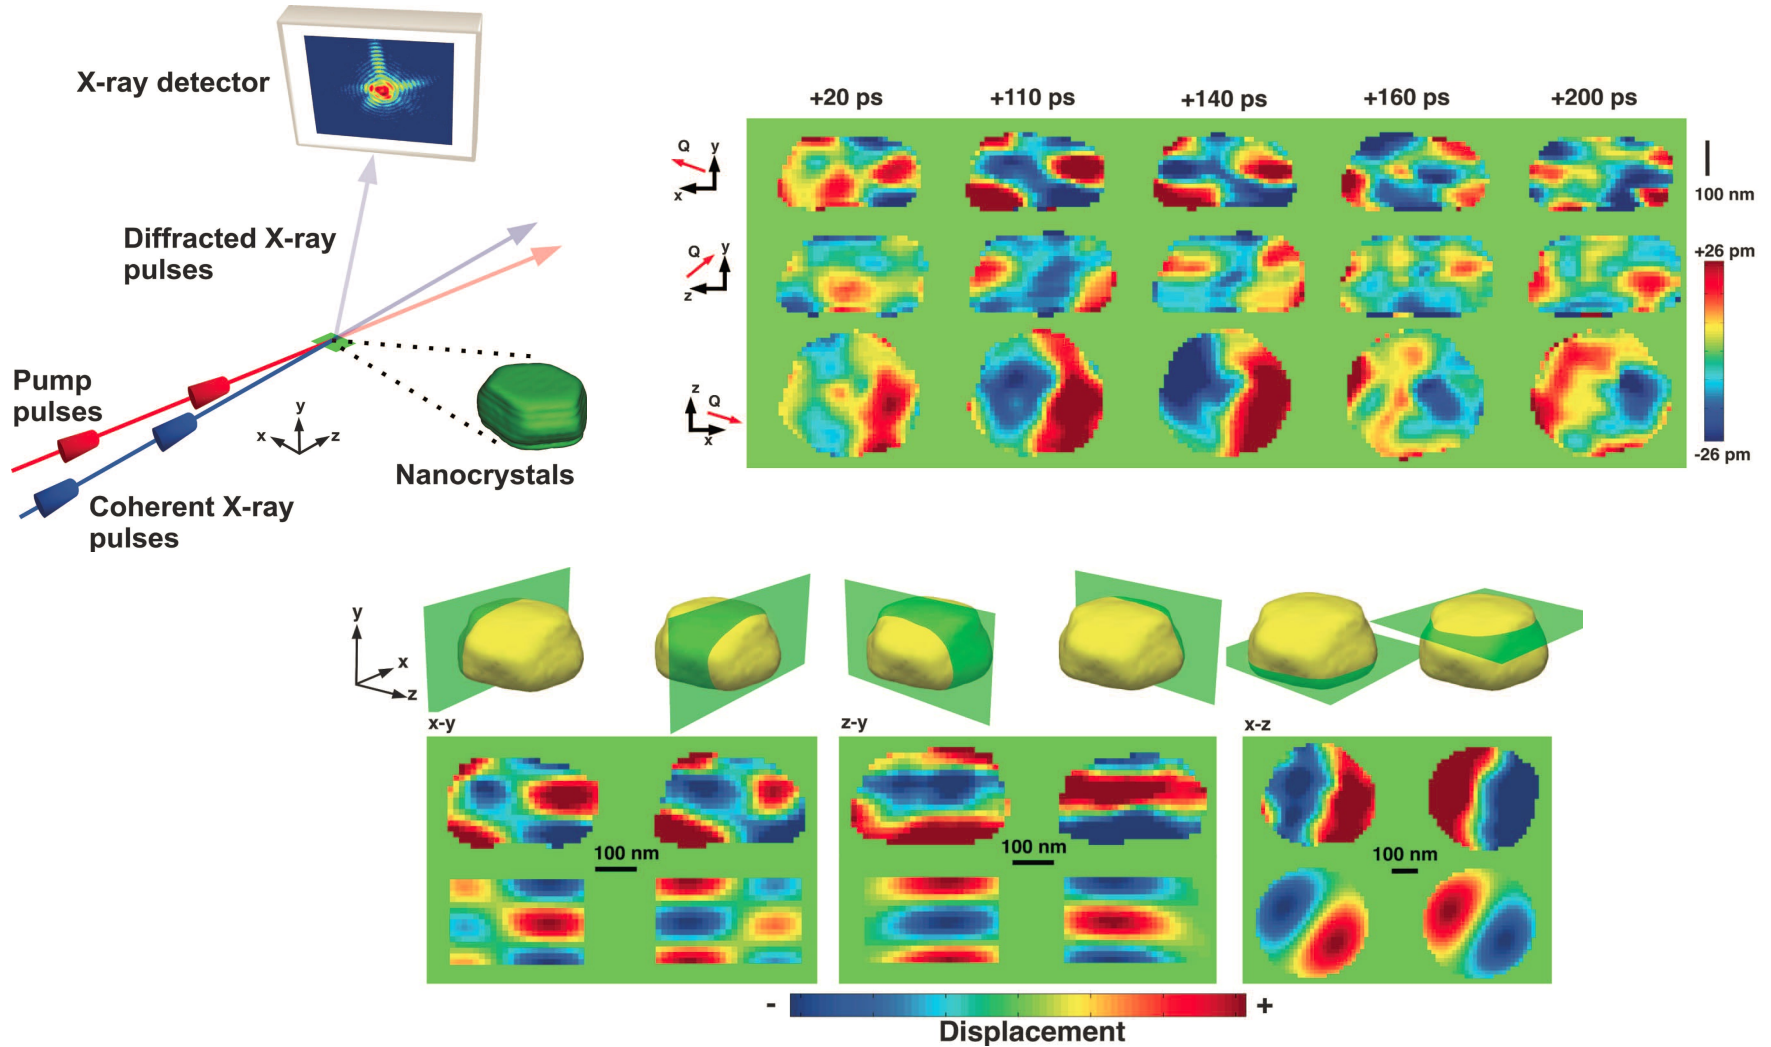 X-ray detector
Diffracted X-ray
pulses
Pump
pulses
y
x
z
Coherent X-ray
pulses
Nanocrystals
+20 ps
+110 ps
+140 ps
+160 ps
+200 ps
Q
y
x
100 nm
Q
y
z
+26 pm
z
Q
x
-26 pm
y
x
z
x-y
z-y
x-z
100 nm
100 nm
100 nm
-
+
Displacement